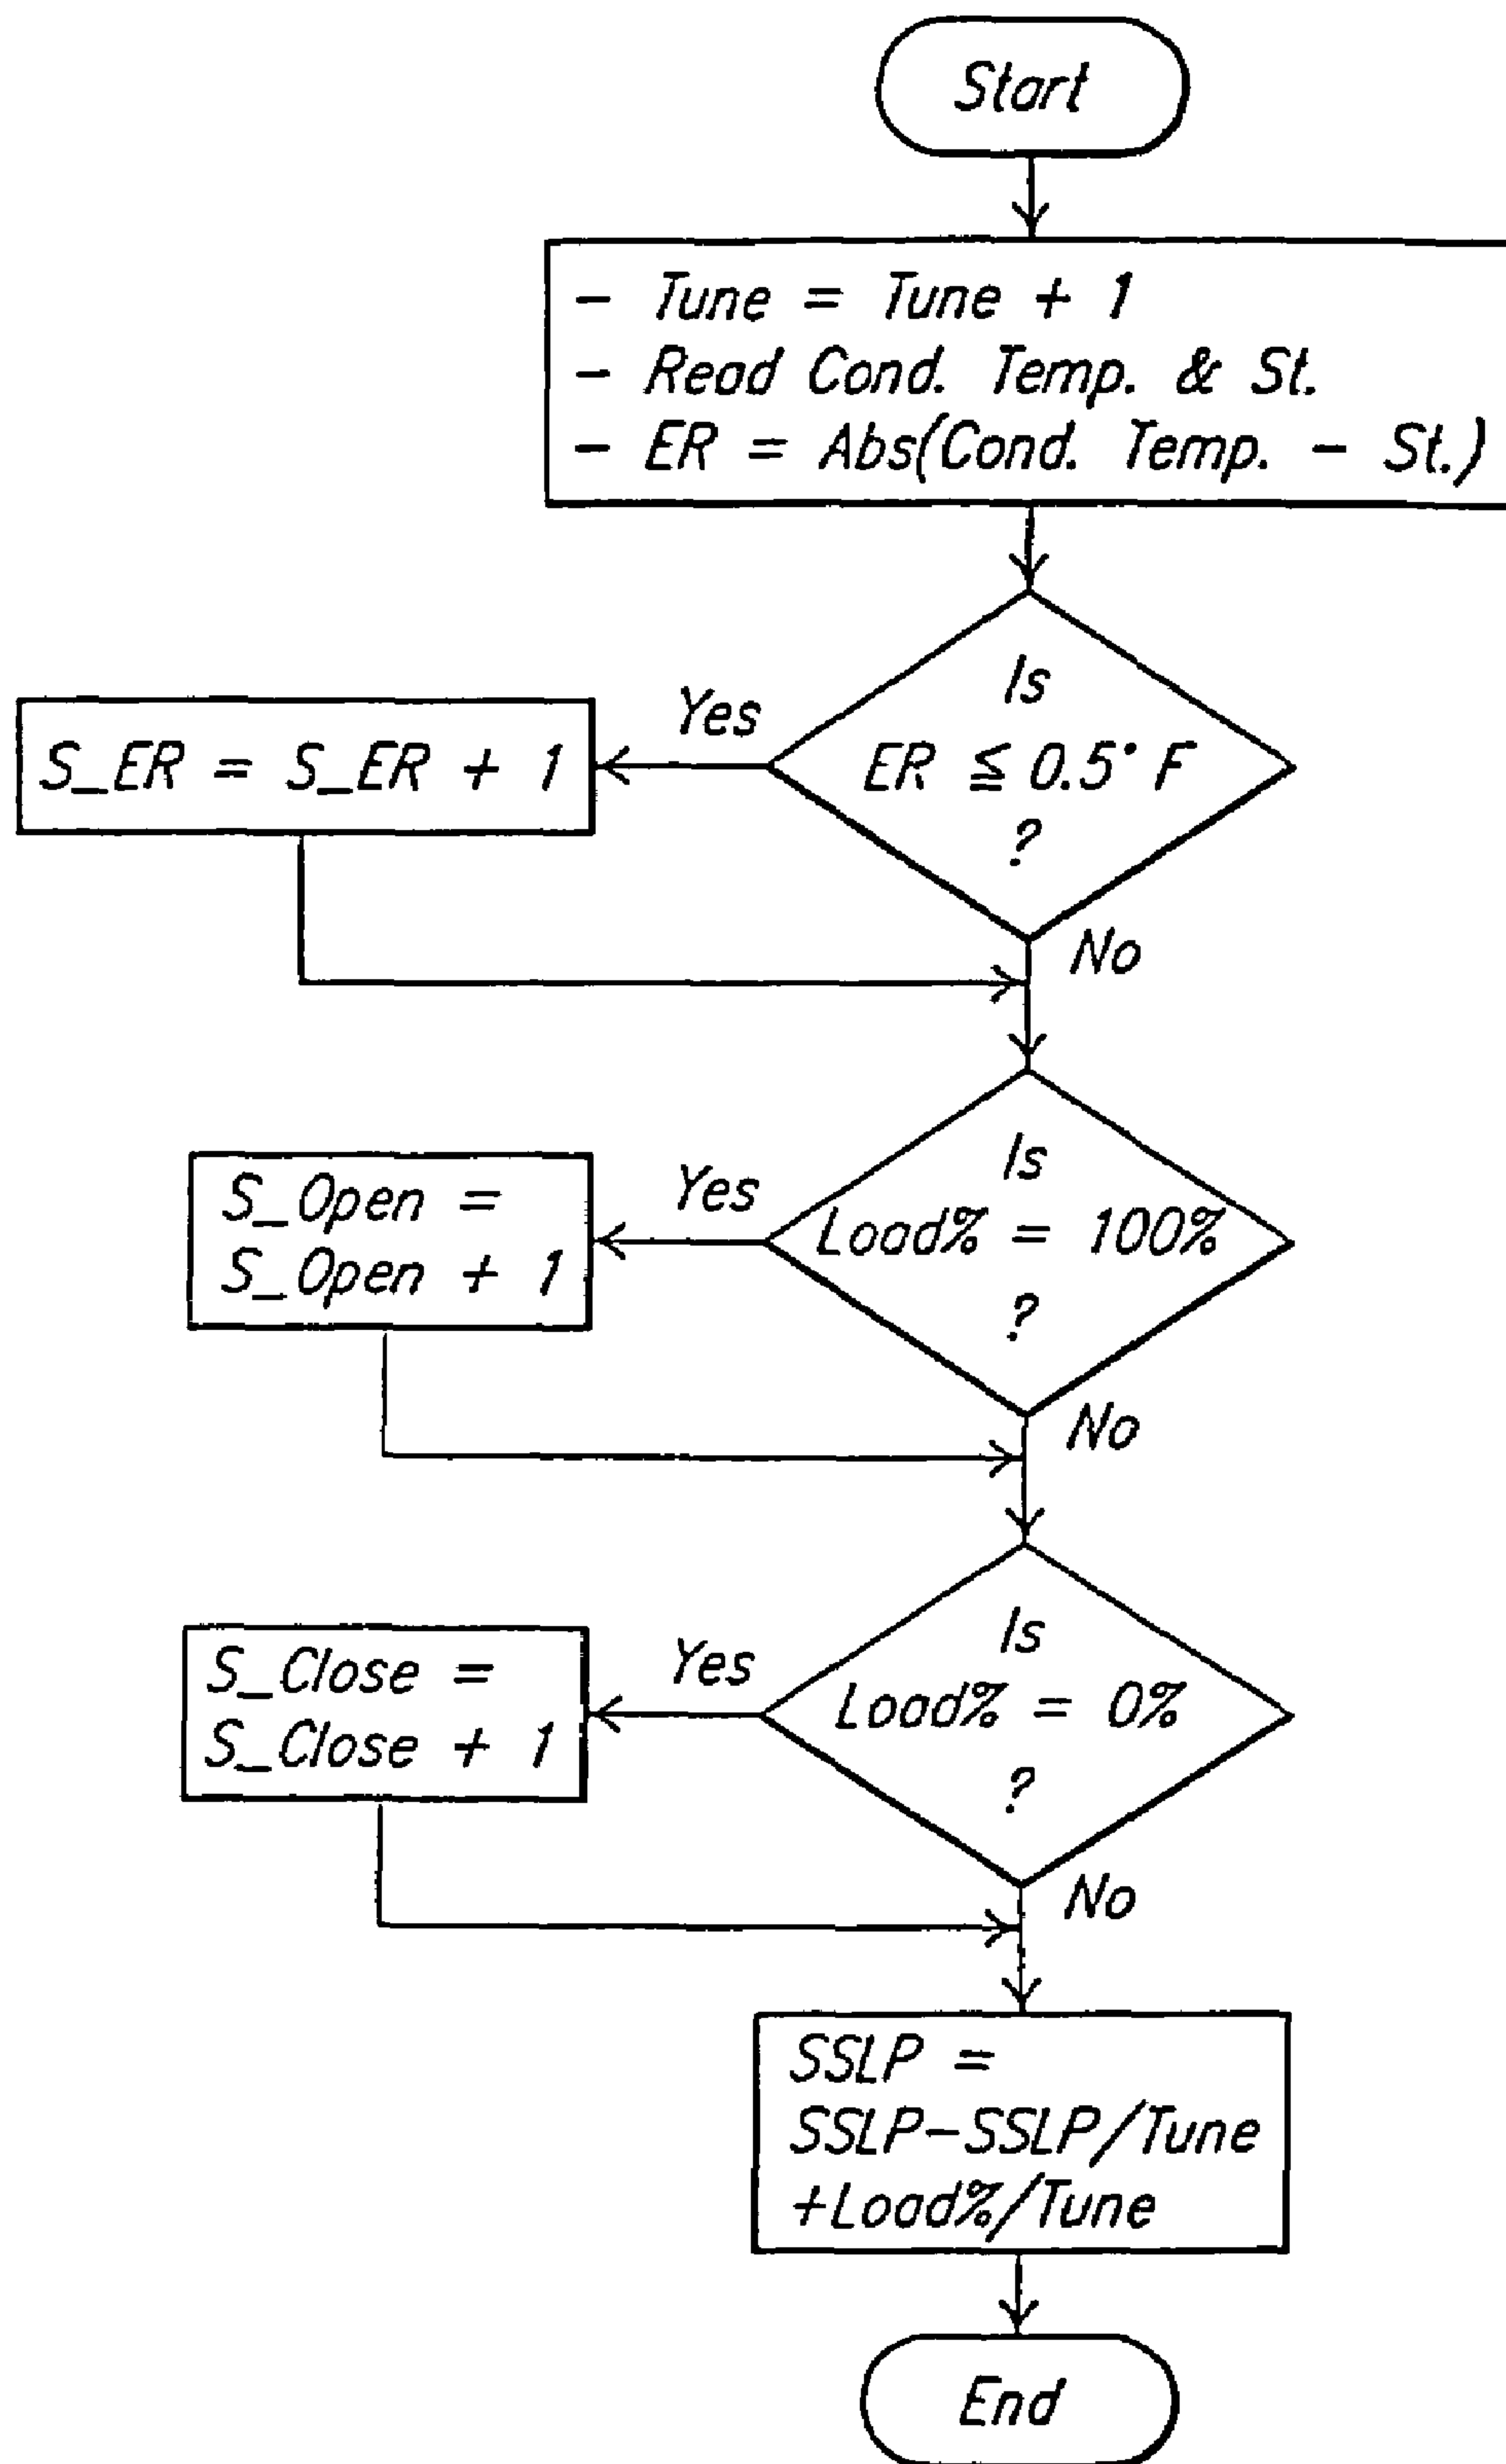 Start
- Tune = Tune + 1
- Read Cond. Temp. & St.
- ER = Abs(Cond. Temp. - St.)
Is
ER ≦ 0.5° F
?
Yes
S_ER = S_ER + 1
No
Is
Load% = 100%
?
Yes
S_Open =
S_Open + 1
No
Is
Load% = 0%
?
Yes
S_Close =
S_Close + 1
No
SSLP =
SSLP-SSLP/Tune
+Load%/Tune
End